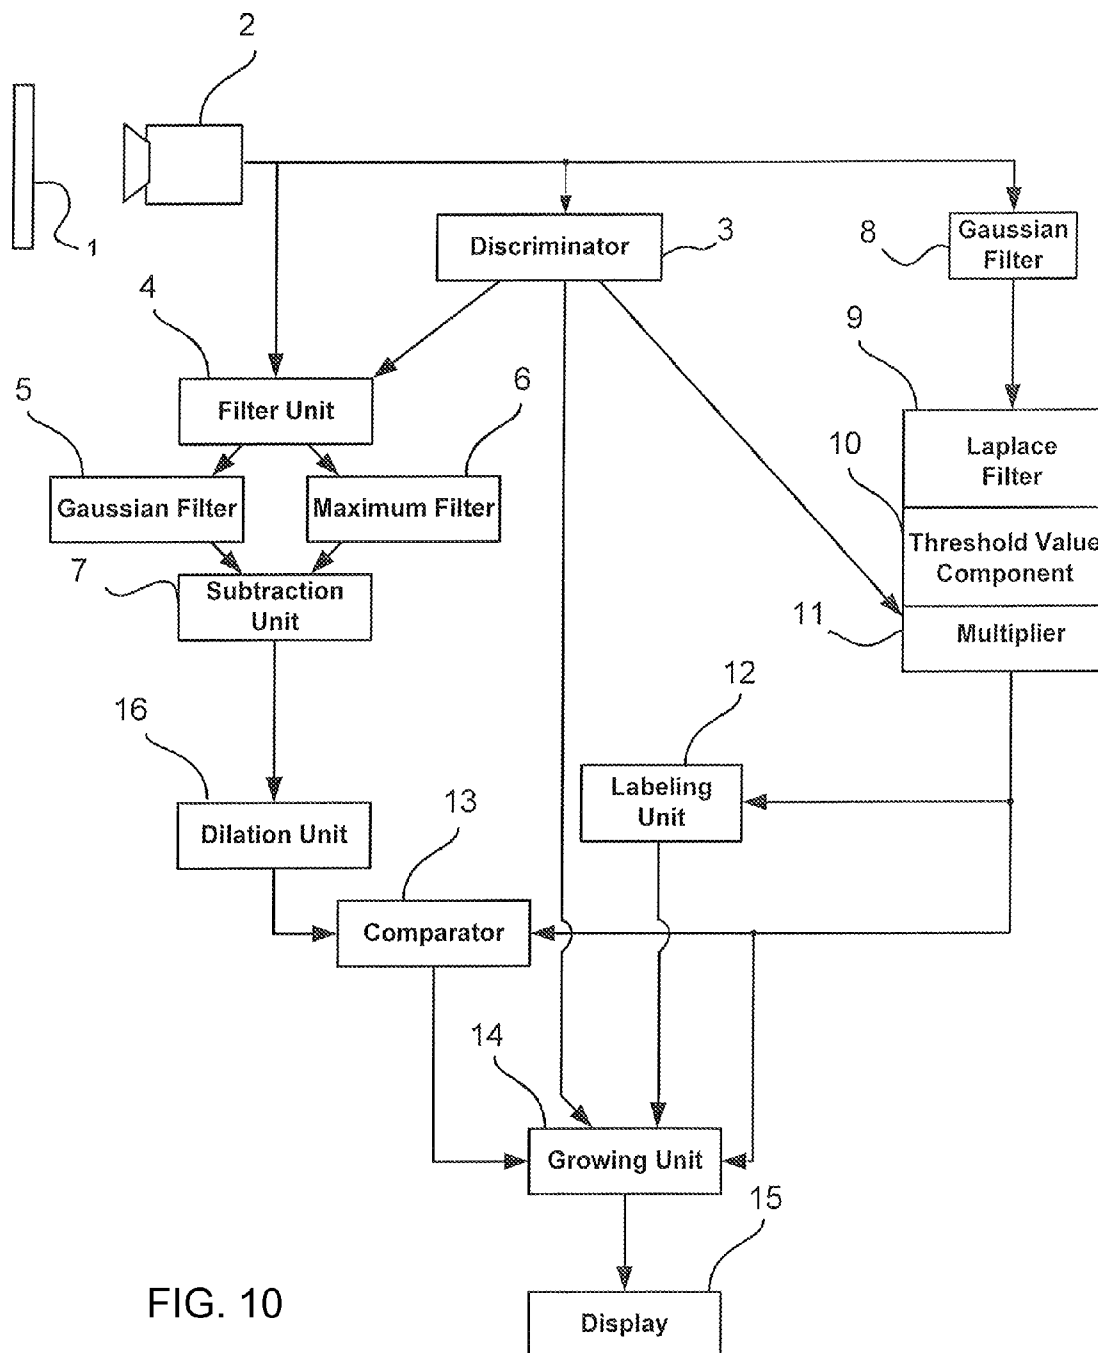 2
1
Discriminator
3
8
Gaussian
Filter
4
9
5
6
Filter Unit
10
Laplace
Filter
Gaussian Filter
Maximum Filter
Threshold Value
Component
7
Subtraction
Unit
11
Multiplier
12
16
Labeling
Unit
13
Dilation Unit
Comparator
14
Growing Unit
15
FIG. 10
Display